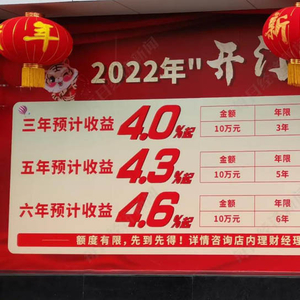 年
新
2022年"开
三年预计收益 4.0%起 金额 年限 10万元 3年
五年预计收益 4.3%起 金额 年限 10万元 5年
六年预计收益 4.6%起 金额 年限 10万元 6年
额度有限，先到先得！详情咨询店内理财经理